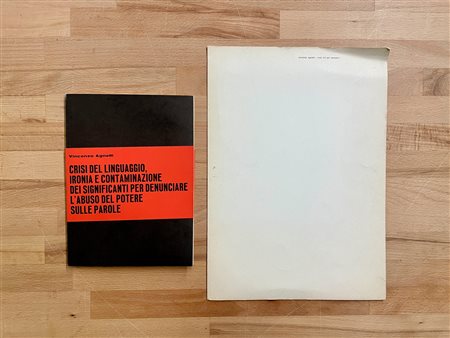 Vincenzo Agnetti
CRISI DEL LINGUAGGIO,
IRONIA E CONTAMINAZIONE
DEI SIGNIFICANTI PER DENUNCIARE
L'ABUSO DEL POTERE
SULLE PAROLE